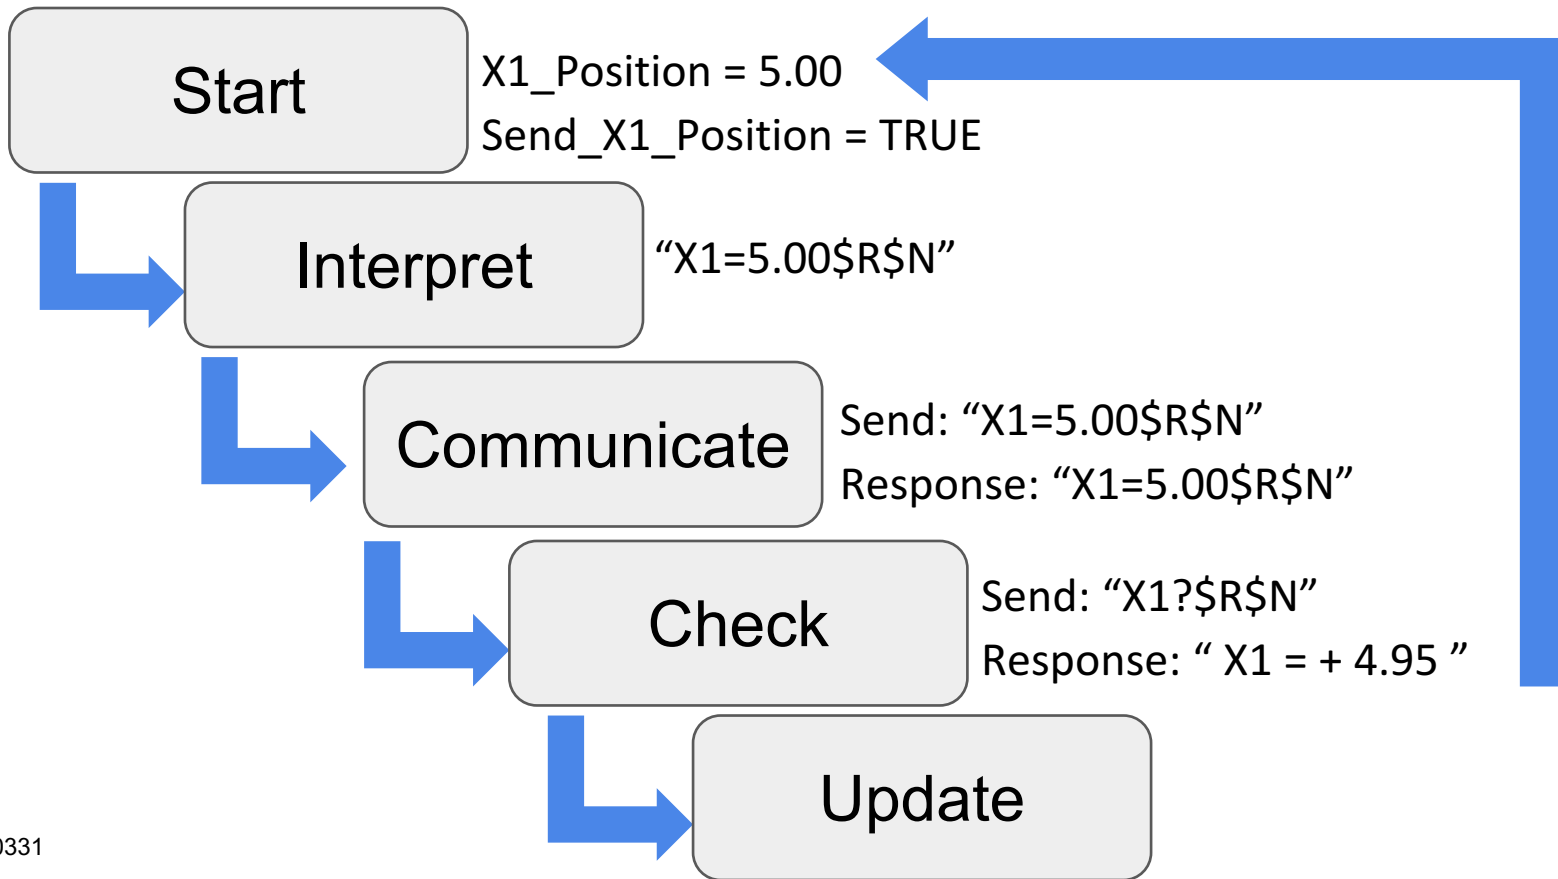 Start
X1_Position = 5.00
Send_X1_Position = TRUE
Interpret
“X1=5.00$R$N”
Communicate
Send: “X1=5.00$R$N”
Response: “X1=5.00$R$N”
Check
Send: “X1?$R$N”
Response: “ X1 = + 4.95 ”
Update
0331